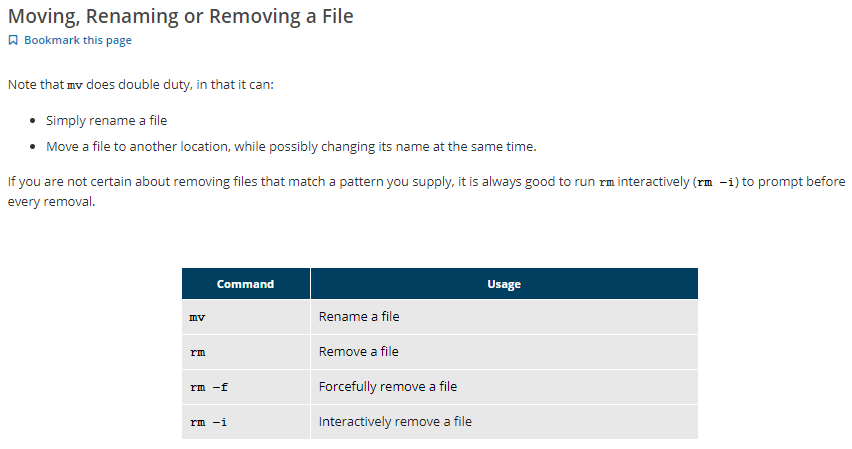 Moving, Renaming or Removing a File
Bookmark this page
Note that mv does double duty, in that it can:
• Simply rename a file
• Move a file to another location, while possibly changing its name at the same time.
If you are not certain about removing files that match a pattern you supply, it is always good to run rm interactively (rm –i) to prompt before
every removal.
Command Usage
mv Rename a file
rm Remove a file
rm –f Forcefully remove a file
rm –i Interactively remove a file